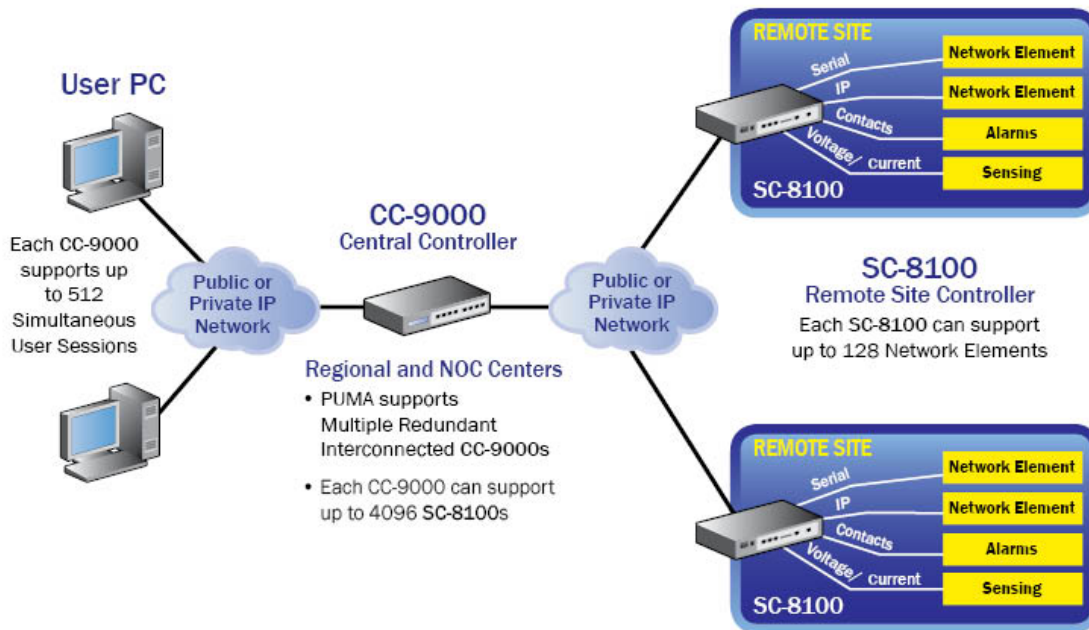 User PC
Each CC-9000
supports up
to 512
Simultaneous
User Sessions
Public or
Private IP
Network
CC-9000
Central Controller
Regional and NOC Centers
• PUMA supports
Multiple Redundant
Interconnected CC-9000s
• Each CC-9000 can support
up to 4096 SC-8100s
Public or
Private IP
Network
REMOTE SITE
Serial
Network Element
IP
Network Element
Contacts
Alarms
Voltage/ Current
Sensing
SC-8100
SC-8100
Remote Site Controller
Each SC-8100 can support
up to 128 Network Elements
REMOTE SITE
Serial
Network Element
IP
Network Element
Contacts
Alarms
Voltage/ Current
Sensing
SC-8100